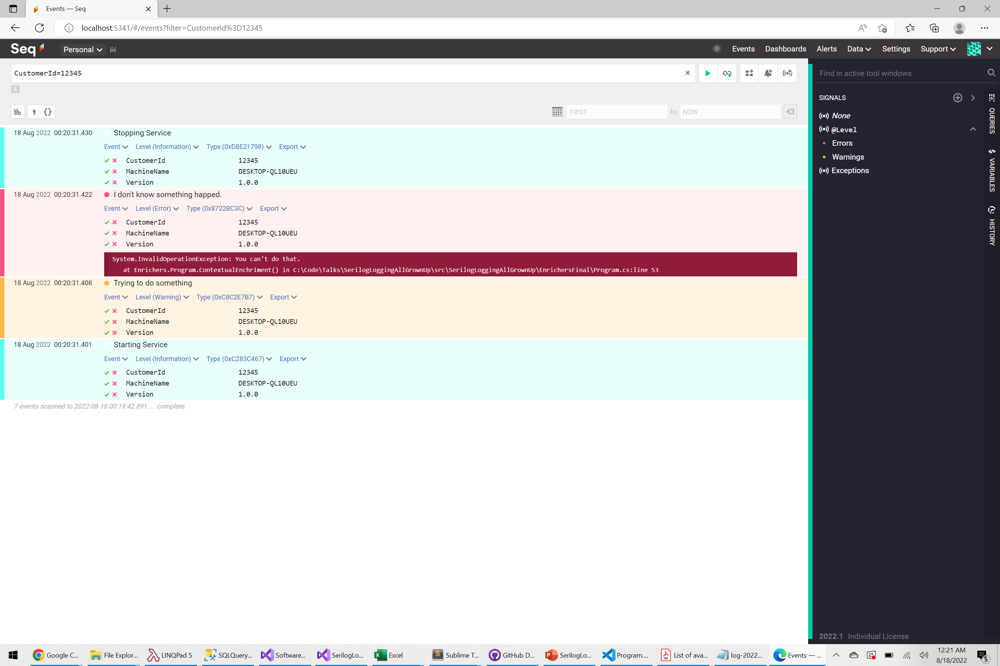 Events — Seq
localhost:5341/#/events?filter=CustomerId%3D12345
Seq Personal Events Dashboards Alerts Data Settings Support
CustomerId=12345
λ
FIRST to NOW
18 Aug 2022 00:20:31.430 Stopping Service
Event Level (Information) Type (0xD8E21798) Export
CustomerId 12345
MachineName DESKTOP-QL10UEU
Version 1.0.0
18 Aug 2022 00:20:31.422 I don't know something happed.
Event Level (Error) Type (0x8722BC3C) Export
CustomerId 12345
MachineName DESKTOP-QL10UEU
Version 1.0.0
System.InvalidOperationException: You can't do that.
at Enrichers.Program.ContextualEnchriment() in C:\Code\Talks\SerilogLoggingAllGrownUp\src\SerilogLoggingAllGrownUp\EnrichersFinal\Program.cs:line 53
18 Aug 2022 00:20:31.408 Trying to do something
Event Level (Warning) Type (0xC8C2E7B7) Export
CustomerId 12345
MachineName DESKTOP-QL10UEU
Version 1.0.0
18 Aug 2022 00:20:31.401 Starting Service
Event Level (Information) Type (0xC283C467) Export
CustomerId 12345
MachineName DESKTOP-QL10UEU
Version 1.0.0
7 events scanned to 2022-08-18 00:19:42.891 … complete.
Find in active tool windows
SIGNALS
None
@Level
Errors
Warnings
Exceptions
QUERIES
VARIABLES
HISTORY
2022.1 Individual License
Google C... File Explor... LINQPad 5 SQLQuery... Software... SerilogLo... Excel Sublime T... GitHub D... SerilogLo... Program.... List of ava... log-2022... Events — ...
12:21 AM
8/18/2022
5